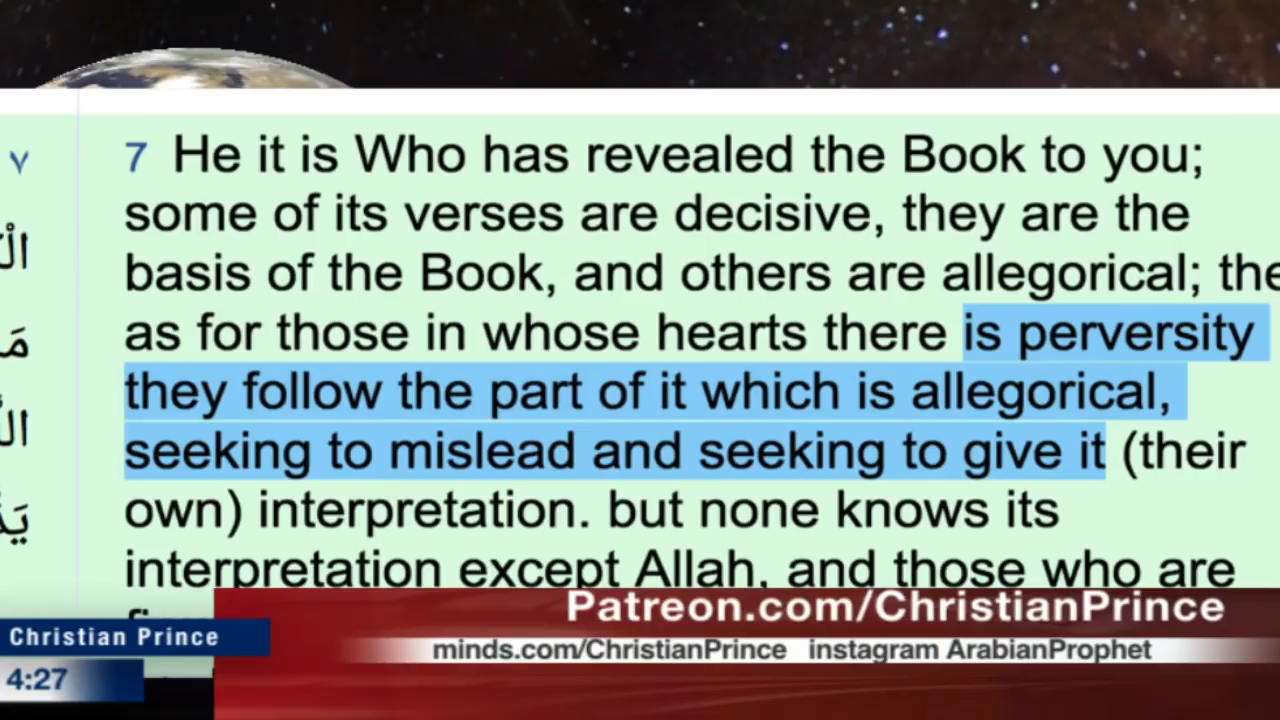 7 He it is Who has revealed the Book to you;
some of its verses are decisive, they are the
basis of the Book, and others are allegorical; the
as for those in whose hearts there is perversity
they follow the part of it which is allegorical,
seeking to mislead and seeking to give it (their
own) interpretation. but none knows its
interpretation except Allah, and those who are
٧
Patreon.com/ChristianPrince
Christian Prince
minds.com/ChristianPrince instagram ArabianProphet
4:27